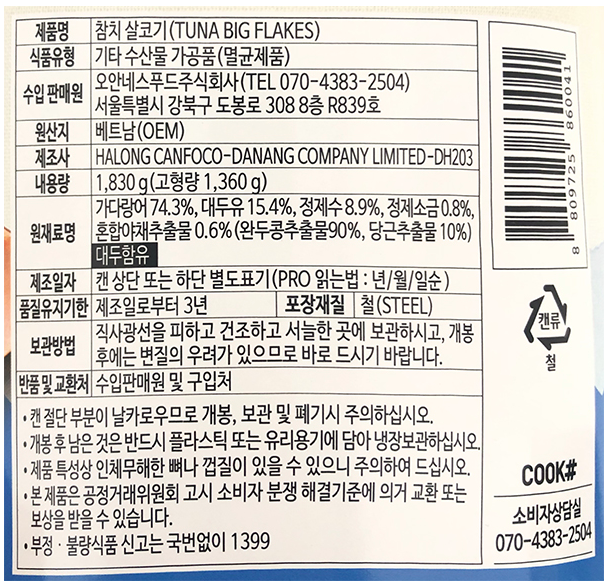 제품명 참치 살코기(TUNA BIG FLAKES)
식품유형 기타 수산물 가공품(멸균제품)
수입 판매원 오안네스푸드주식회사(TEL 070-4383-2504)
서울특별시 강북구 도봉로 308 8층 R839호
원산지 베트남(OEM)
제조사 HALONG CANFOCO-DANANG COMPANY LIMITED-DH203
내용량 1,830g(고형량 1,360g)
원재료명 가다랑어 74.3%, 대두유 15.4%, 정제수 8.9%, 정제소금 0.8%,
혼합야채추출물 0.6%(완두콩추출물90%, 당근추출물 10%)
대두함유
제조일자 캔 상단 또는 하단 별도표기(PRO 읽는법 : 년/월/일순)
품질유지기한 제조일로부터 3년 포장재질 철(STEEL)
보관방법 직사광선을 피하고 건조하고 서늘한 곳에 보관하시고, 개봉
후에는 변질의 우려가 있으므로 바로 드시기 바랍니다.
반품 및 교환처 수입판매원 및 구입처
• 캔 절단 부분이 날카로우므로 개봉, 보관 및 폐기시 주의하십시오.
• 개봉 후 남은 것은 반드시 플라스틱 또는 유리용기에 담아 냉장보관하십시오.
• 제품 특성상 인체무해한 뼈나 껍질이 있을 수 있으니 주의하여 드십시오.
• 본 제품은 공정거래위원회 고시 소비자 분쟁 해결기준에 의거 교환 또는
보상을 받을 수 있습니다.
• 부정 · 불량식품 신고는 국번없이 1399
8 809725 860041
캔류
철
COOK#
소비자상담실
070-4383-2504